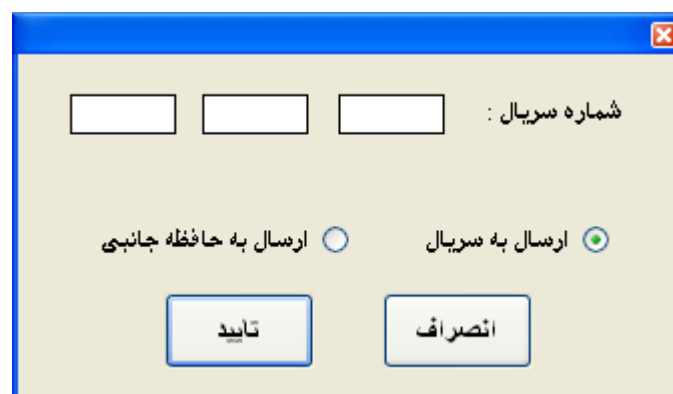 شماره سریال :
ارسال به سریال ارسال به حافظه جانبی
انصراف تایید